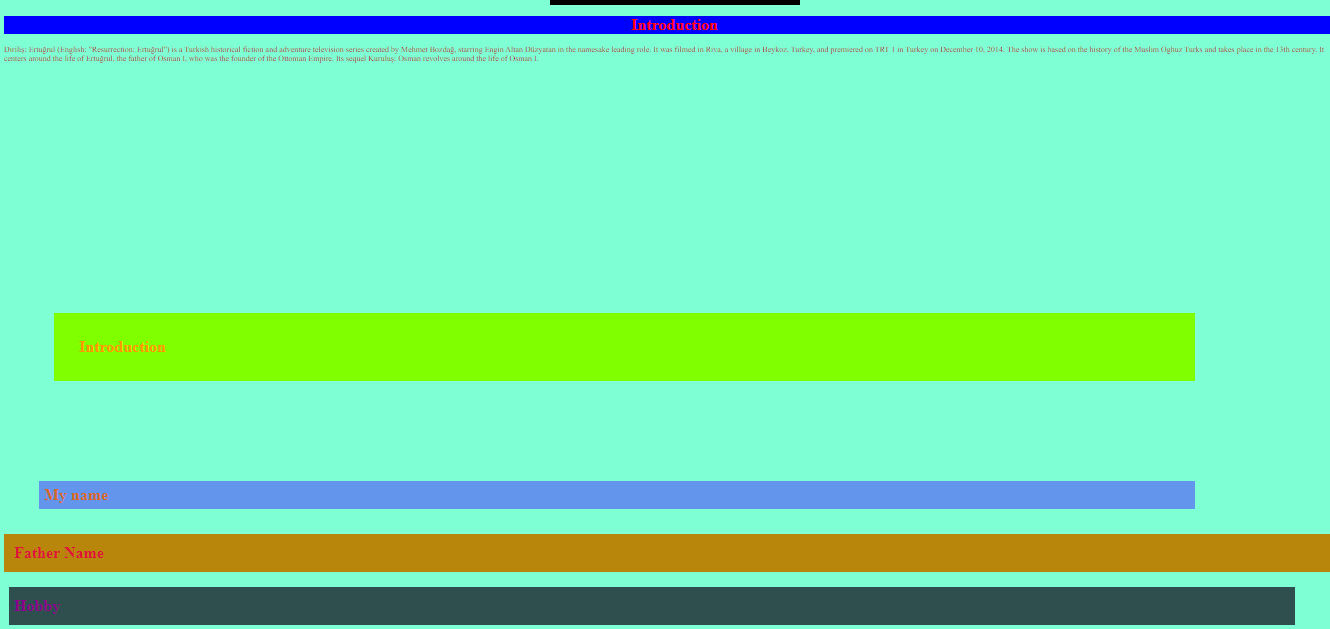 Introduction
Diriliş: Ertuğrul (English: "Resurrection: Ertuğrul") is a Turkish historical fiction and adventure television series created by Mehmet Bozdağ, starring Engin Altan Düzyatan in the namesake leading role. It was filmed in Riva, a village in Beykoz, Turkey, and premiered on TRT 1 in Turkey on December 10, 2014. The show is based on the history of the Muslim Oghuz Turks and takes place in the 13th century. It
centers around the life of Ertuğrul, the father of Osman I, who was the founder of the Ottoman Empire. Its sequel Kuruluş: Osman revolves around the life of Osman I.
Introduction
My name
Father Name
Hobby